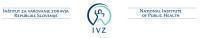 INŠTITUT ZA VAROVANJE ZDRAVJA
REPUBLIKE SLOVENIJE
IVZ
NATIONAL INSTITUTE
OF PUBLIC HEALTH